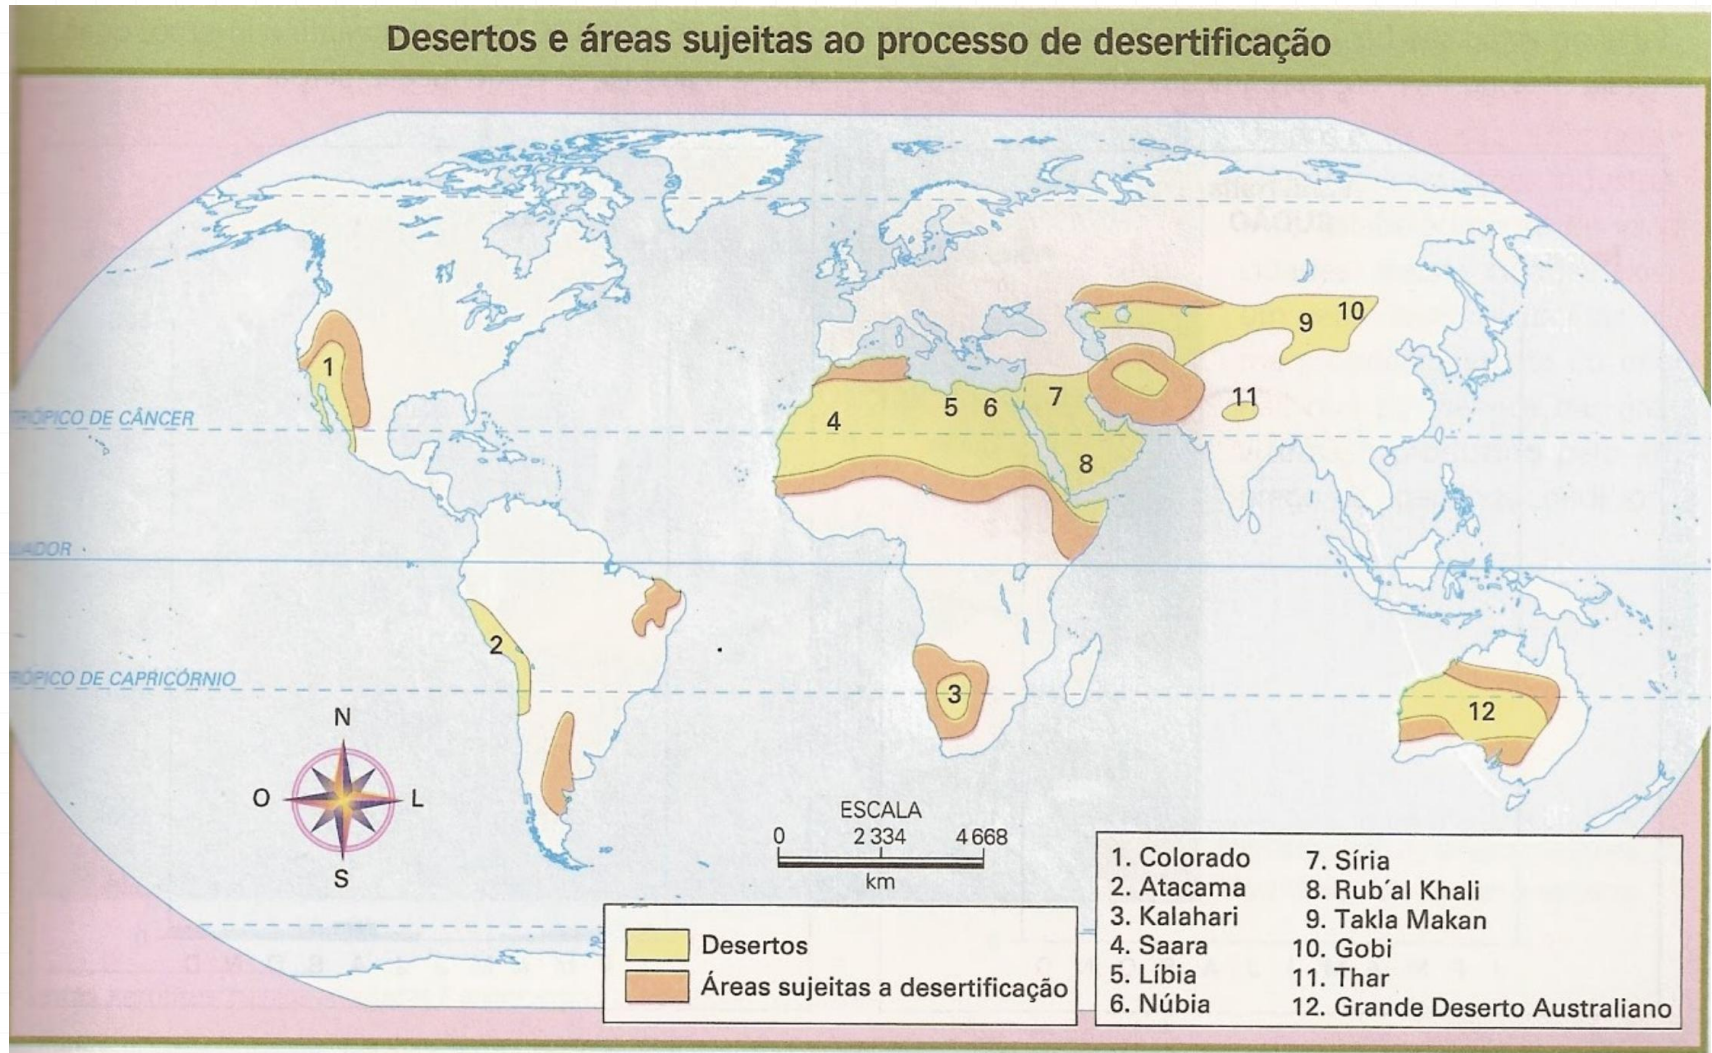 Desertos e áreas sujeitas ao processo de desertificação
1
2
3
4
5
6
7
8
9
10
11
12
TRÓPICO DE CÂNCER
TRÓPICO DE CAPRICÓRNIO
N
O
L
S
ESCALA
0 2 334 4 668
km
Desertos
Áreas sujeitas a desertificação
1. Colorado
2. Atacama
3. Kalahari
4. Saara
5. Líbia
6. Núbia
7. Síria
8. Rub´al Khali
9. Takla Makan
10. Gobi
11. Thar
12. Grande Deserto Australiano